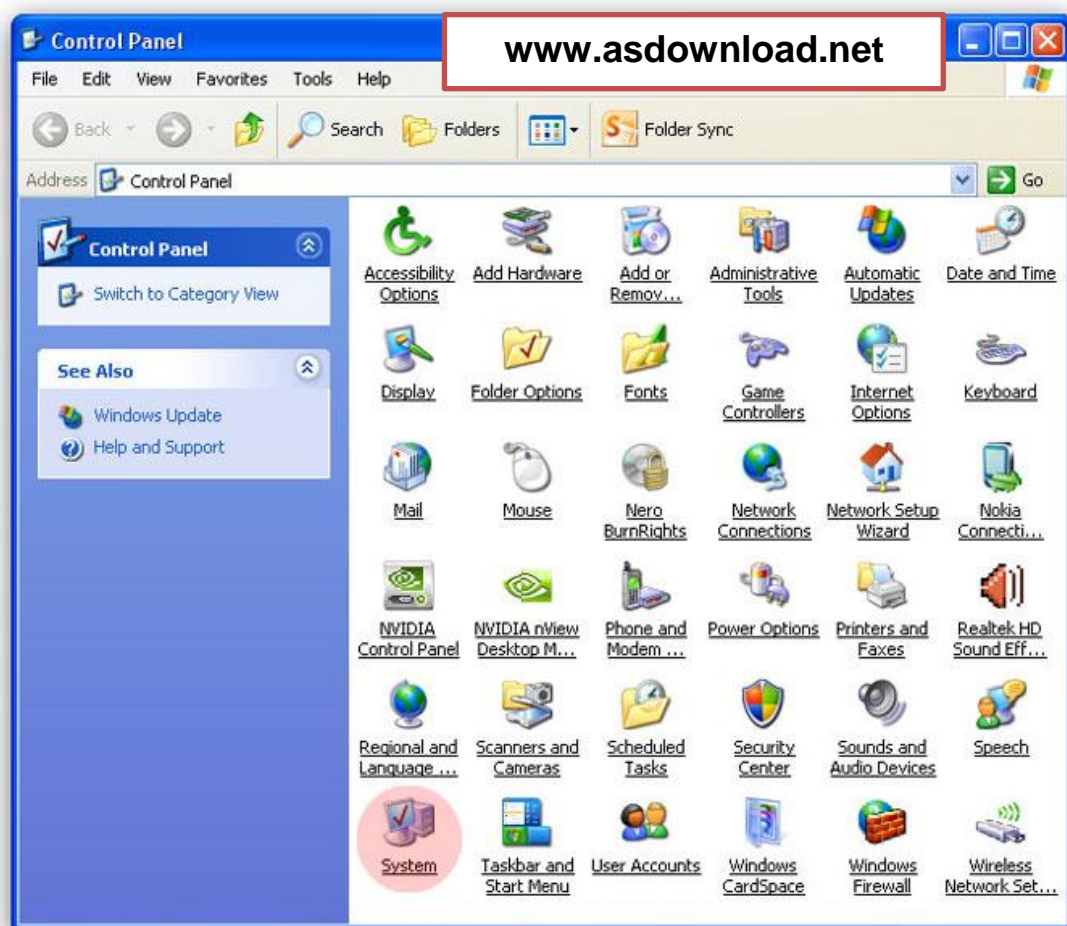 Control Panel
www.asdownload.net
File Edit View Favorites Tools Help
Back Search Folders Folder Sync
Address Control Panel Go
Control Panel
Switch to Category View
See Also
Windows Update
Help and Support
Accessibility Options
Add Hardware
Add or Remov...
Administrative Tools
Automatic Updates
Date and Time
Display
Folder Options
Fonts
Game Controllers
Internet Options
Keyboard
Mail
Mouse
Nero BurnRights
Network Connections
Network Setup Wizard
Nokia Connecti...
NVIDIA Control Panel
NVIDIA nView Desktop M...
Phone and Modem ...
Power Options
Printers and Faxes
Realtek HD Sound Eff...
Regional and Language ...
Scanners and Cameras
Scheduled Tasks
Security Center
Sounds and Audio Devices
Speech
System
Taskbar and Start Menu
User Accounts
Windows CardSpace
Windows Firewall
Wireless Network Set...